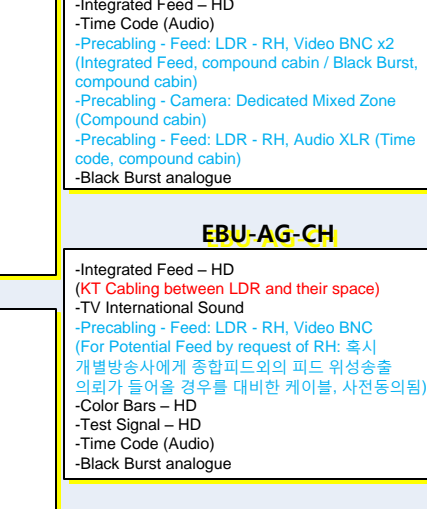 -Integrated Feed – HD
-Time Code (Audio)
-Precabling - Feed: LDR - RH, Video BNC x2
(Integrated Feed, compound cabin / Black Burst,
compound cabin)
-Precabling - Camera: Dedicated Mixed Zone
(Compound cabin)
-Precabling - Feed: LDR - RH, Audio XLR (Time
code, compound cabin)
-Black Burst analogue
EBU-AG-CH
-Integrated Feed – HD
(KT Cabling between LDR and their space)
-TV International Sound
-Precabling - Feed: LDR - RH, Video BNC
(For Potential Feed by request of RH: 혹시
개별방송사에게 종합피드외의 피드 위성송출
의뢰가 들어올 경우를 대비한 케이블, 사전동의됨)
-Color Bars – HD
-Test Signal – HD
-Time Code (Audio)
-Black Burst analogue